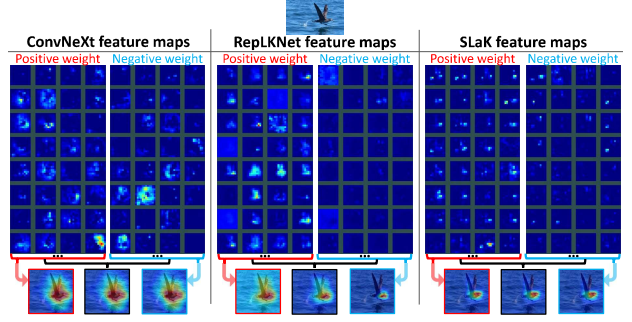 ConvNeXt feature maps
Positive weight Negative weight
...
...
RepLKNet feature maps
Positive weight Negative weight
...
...
SLaK feature maps
Positive weight Negative weight
...
...